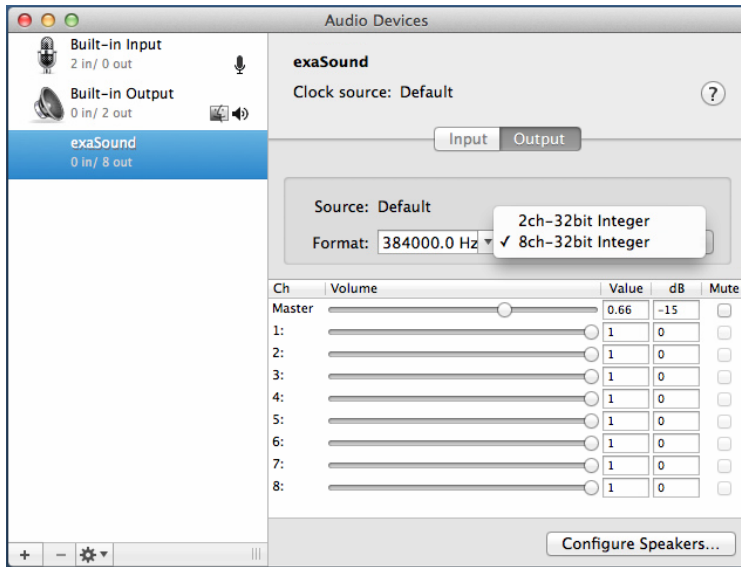 Audio Devices
Built-in Input
2 in/ 0 out
Built-in Output
0 in/ 2 out
exaSound
0 in/ 8 out
exaSound
Clock source: Default
?
Input Output
Source: Default
2ch-32bit Integer
Format: 384000.0 Hz ✓ 8ch-32bit Integer
Ch Volume Value dB Mute
Master 0.66 -15
1: 1 0
2: 1 0
3: 1 0
4: 1 0
5: 1 0
6: 1 0
7: 1 0
8: 1 0
Configure Speakers...